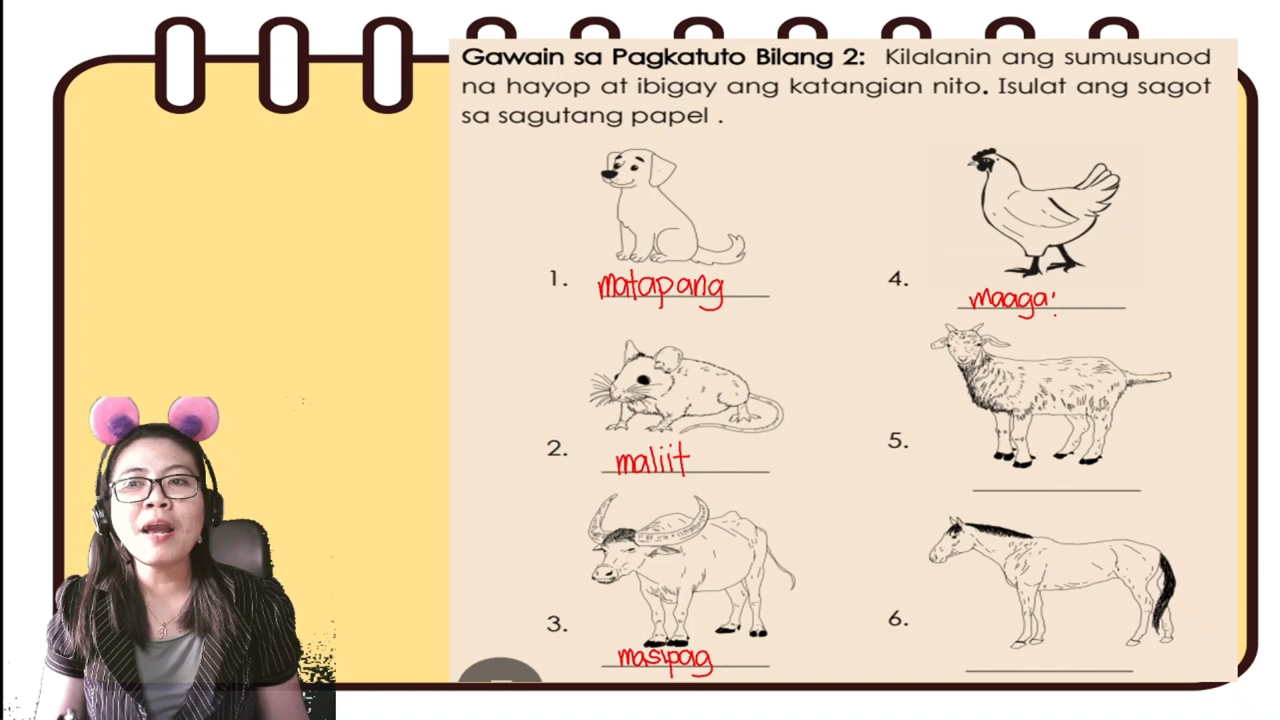 Gawain sa Pagkatuto Bilang 2: Kilalanin ang sumusunod
na hayop at ibigay ang katangian nito. Isulat ang sagot
sa sagutang papel .
1. matapang
2. maliit
3. masipag
4. maaga:
5.
6.